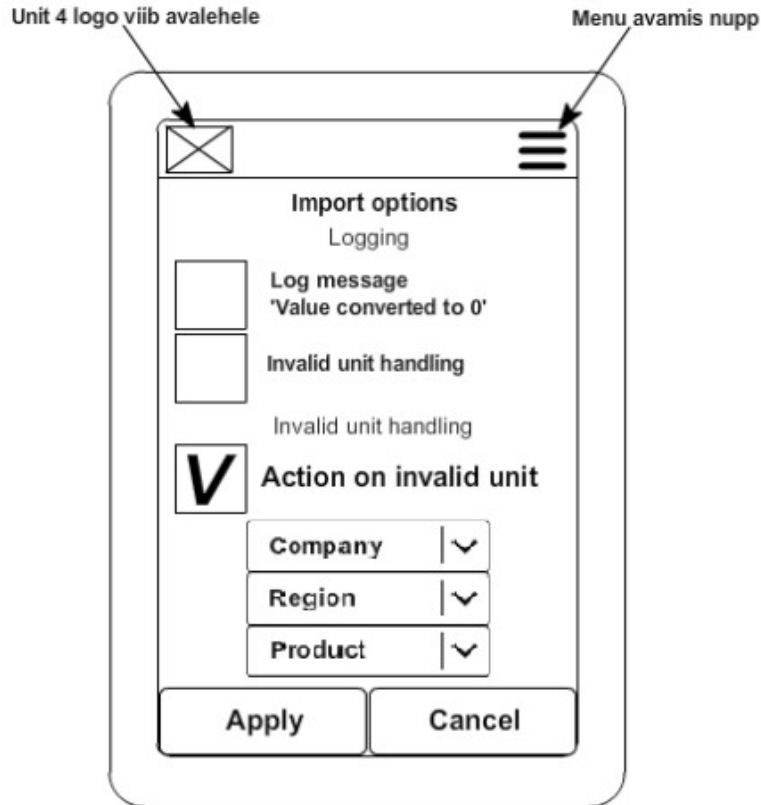 Unit 4 logo viib avalehele
Menu avamis nupp
Import options
Logging
Log message
'Value converted to 0'
Invalid unit handling
Invalid unit handling
V Action on invalid unit
Company
Region
Product
Apply
Cancel